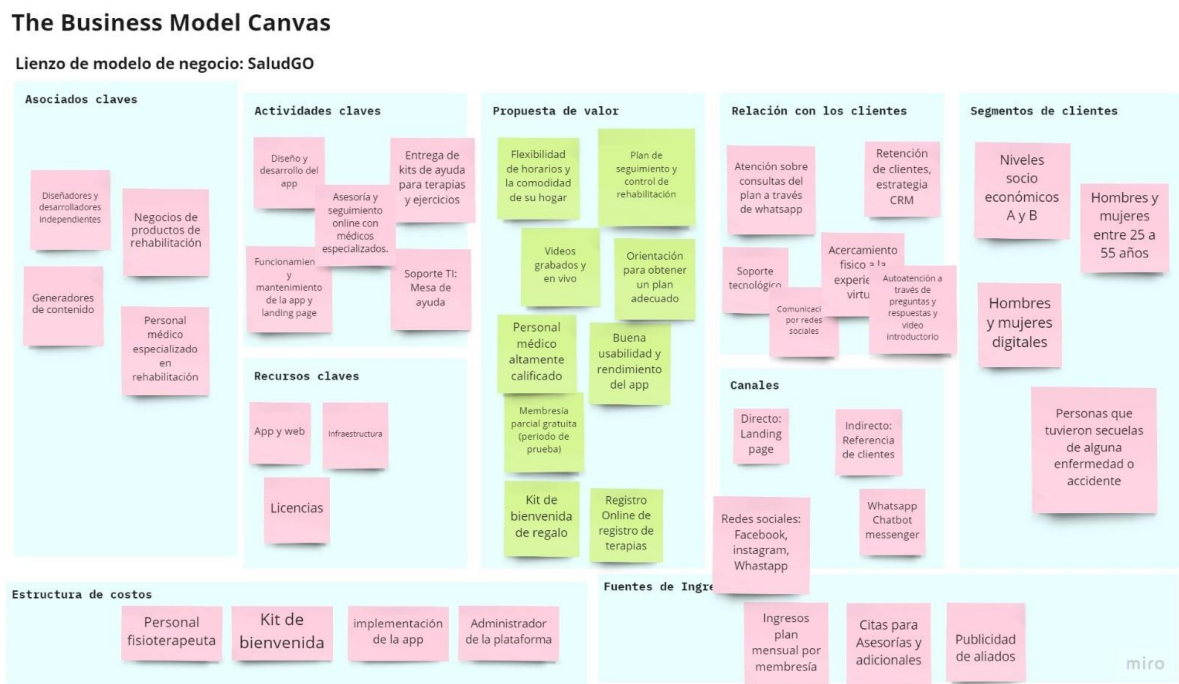 The Business Model Canvas
Lienzo de modelo de negocio: SaludGO
Asociados claves
Diseñadores y
desarrolladores
independientes
Negocios de
productos de
rehabilitación
Generadores
de contenido
Personal
médico
especializado
en
rehabilitación
Actividades claves
Diseño y
desarrollo del
app
Entrega de
kits de ayuda
para terapias
y ejercicios
Asesoría y
seguimiento
online con
médicos
especializados.
Funcionamien
y
mantenimiento
de la app y
landing page
Soporte TI:
Mesa de
ayuda
Recursos claves
App y web
Infraestructura
Licencias
Propuesta de valor
Flexibilidad
de horarios y
la comodidad
de su hogar
Plan de
seguimiento y
control de
rehabilitación
Videos
grabados y
en vivo
Orientación
para obtener
un plan
adecuado
Personal
médico
altamente
calificado
Buena
usabilidad y
rendimiento
del app
Membresía
parcial gratuita
(periodo de
prueba)
Kit de
bienvenida
de regalo
Registro
Online de
registro de
terapias
Relación con los clientes
Atención sobre
consultas del
plan a través
de whatsapp
Retención
de clientes,
estrategia
CRM
Soporte
tecnológico
Acercamiento
fisico a la
experie
virtu
Comunicaci
por redes
sociales
Autoatención a
través de
preguntas y
respuestas y
video
introductorio
Canales
Directo:
Landing
page
Indirecto:
Referencia
de clientes
Redes sociales:
Facebook,
instagram,
Whastapp
Whatsapp
Chatbot
messenger
Segmentos de clientes
Niveles
socio
económicos
A y B
Hombres y
mujeres
entre 25 a
55 años
Hombres
y mujeres
digitales
Personas que
tuvieron secuelas
de alguna
enfermedad o
accidente
Estructura de costos
Personal
fisioterapeuta
Kit de
bienvenida
implementación
de la app
Administrador
de la plataforma
Fuentes de Ingre
Ingresos
plan
mensual por
membresía
Citas para
Asesorías y
adicionales
Publicidad
de aliados
miro